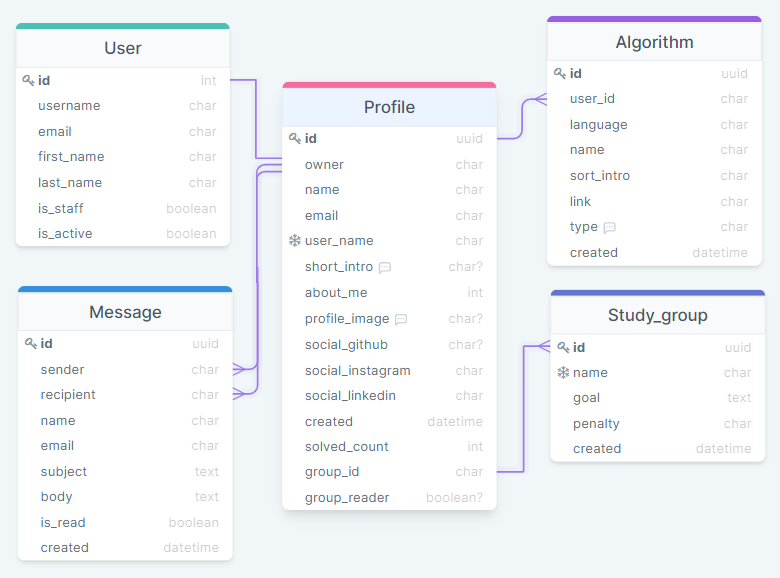 User
id int
username char
email char
first_name char
last_name char
is_staff boolean
is_active boolean
Message
id uuid
sender char
recipient char
name char
email char
subject text
body text
is_read boolean
created datetime
Profile
id uuid
owner char
name char
email char
user_name char
short_intro char?
about_me int
profile_image char?
social_github char?
social_instagram char
social_linkedin char
created datetime
solved_count int
group_id char
group_reader boolean?
Algorithm
id uuid
user_id char
language char
name char
sort_intro char
link char
type char
created datetime
Study_group
id uuid
name char
goal text
penalty char
created datetime